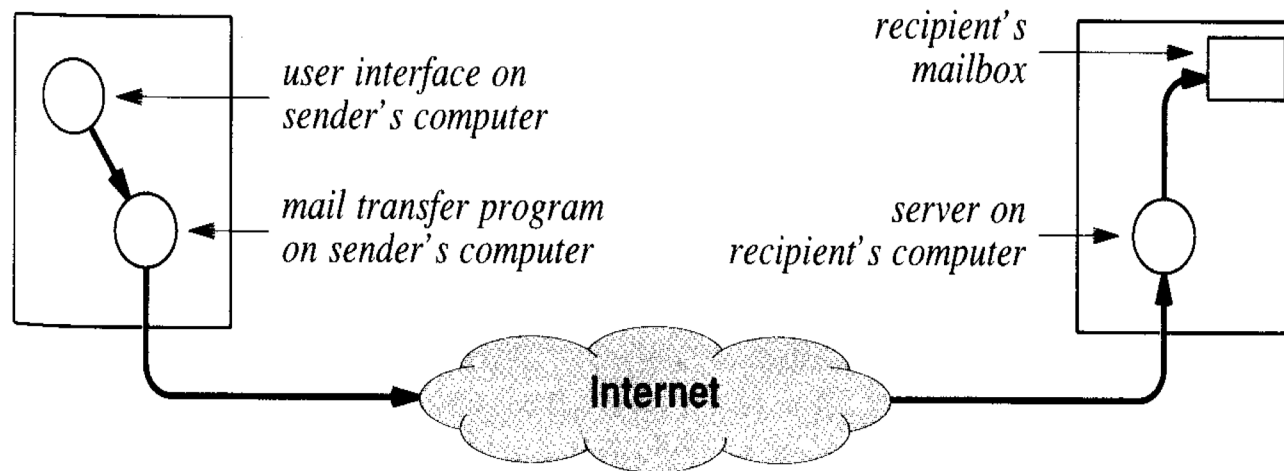 user interface on
sender's computer
mail transfer program
on sender's computer
Internet
recipient's
mailbox
server on
recipient's computer